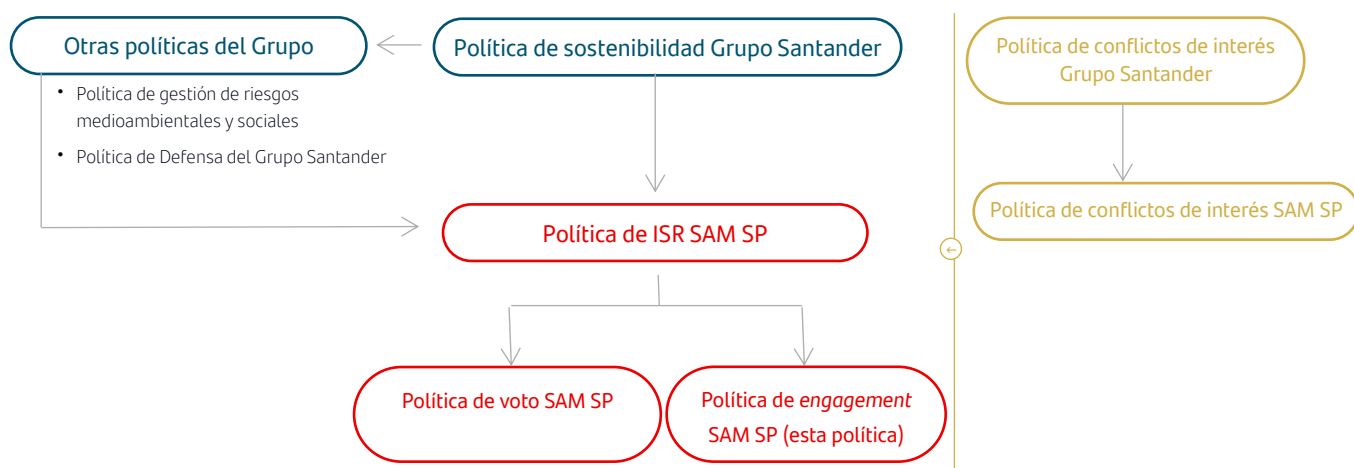 Otras políticas del Grupo
Política de sostenibilidad Grupo Santander
Política de conflictos de interés
Grupo Santander
• Política de gestión de riesgos
medioambientales y sociales
• Política de Defensa del Grupo Santander
Política de conflictos de interés SAM SP
Política de ISR SAM SP
Política de voto SAM SP
Política de engagement
SAM SP (esta política)